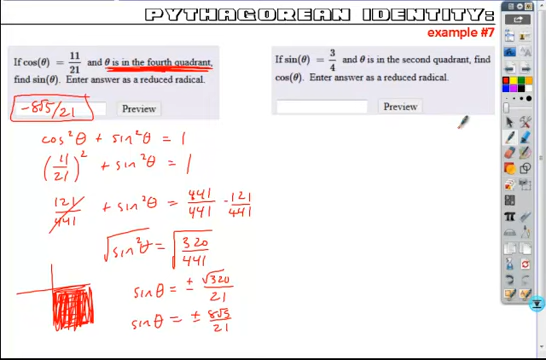 PYTHAGOREAN IDENTITY:
example #7
If cos(θ) = 11/21 and θ is in the fourth quadrant,
find sin(θ). Enter answer as a reduced radical.
-8√5/21 Preview
cos²θ + sin²θ = 1
(11/21)² + sin²θ = 1
121/441 + sin²θ = 441/441 - 121/441
√sin²θ = √320/441
sinθ = ± √320/21
sinθ = ± 8√5/21
If sin(θ) = 3/4 and θ is in the second quadrant, find
cos(θ). Enter answer as a reduced radical.
Preview